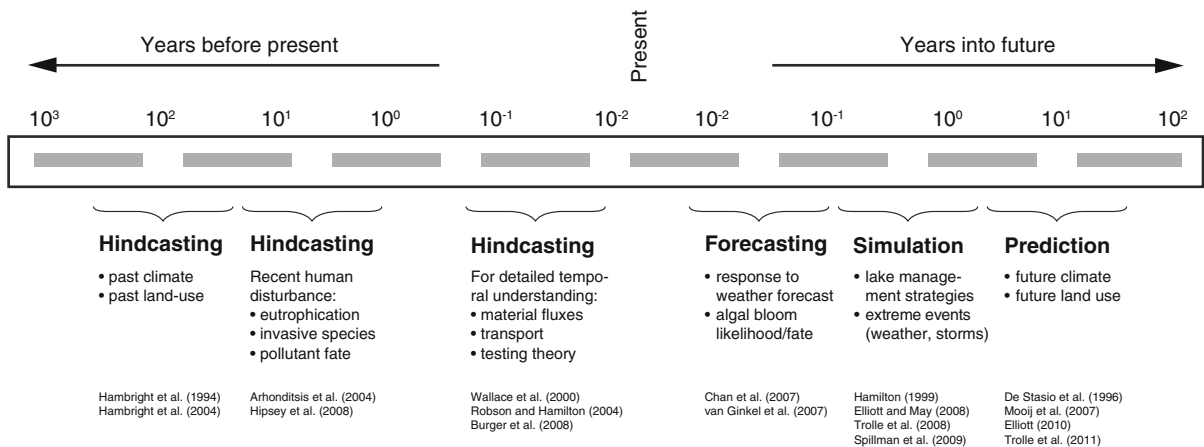 Years before present
Present
Years into future
10³ 10² 10¹ 10⁰ 10⁻¹ 10⁻² 10⁻² 10⁻¹ 10⁰ 10¹ 10²
Hindcasting
• past climate
• past land-use
Hambright et al. (1994)
Hambright et al. (2004)
Hindcasting
Recent human
disturbance:
• eutrophication
• invasive species
• pollutant fate
Arhonditsis et al. (2004)
Hipsey et al. (2008)
Hindcasting
For detailed tempo-
ral understanding:
• material fluxes
• transport
• testing theory
Wallace et al. (2000)
Robson and Hamilton (2004)
Burger et al. (2008)
Forecasting
• response to
weather forecast
• algal bloom
likelihood/fate
Chan et al. (2007)
van Ginkel et al. (2007)
Simulation
• lake manage-
ment strategies
• extreme events
(weather, storms)
Hamilton (1999)
Elliott and May (2008)
Trolle et al. (2008)
Spillman et al. (2009)
Prediction
• future climate
• future land use
De Stasio et al. (1996)
Mooij et al. (2007)
Elliott (2010)
Trolle et al. (2011)